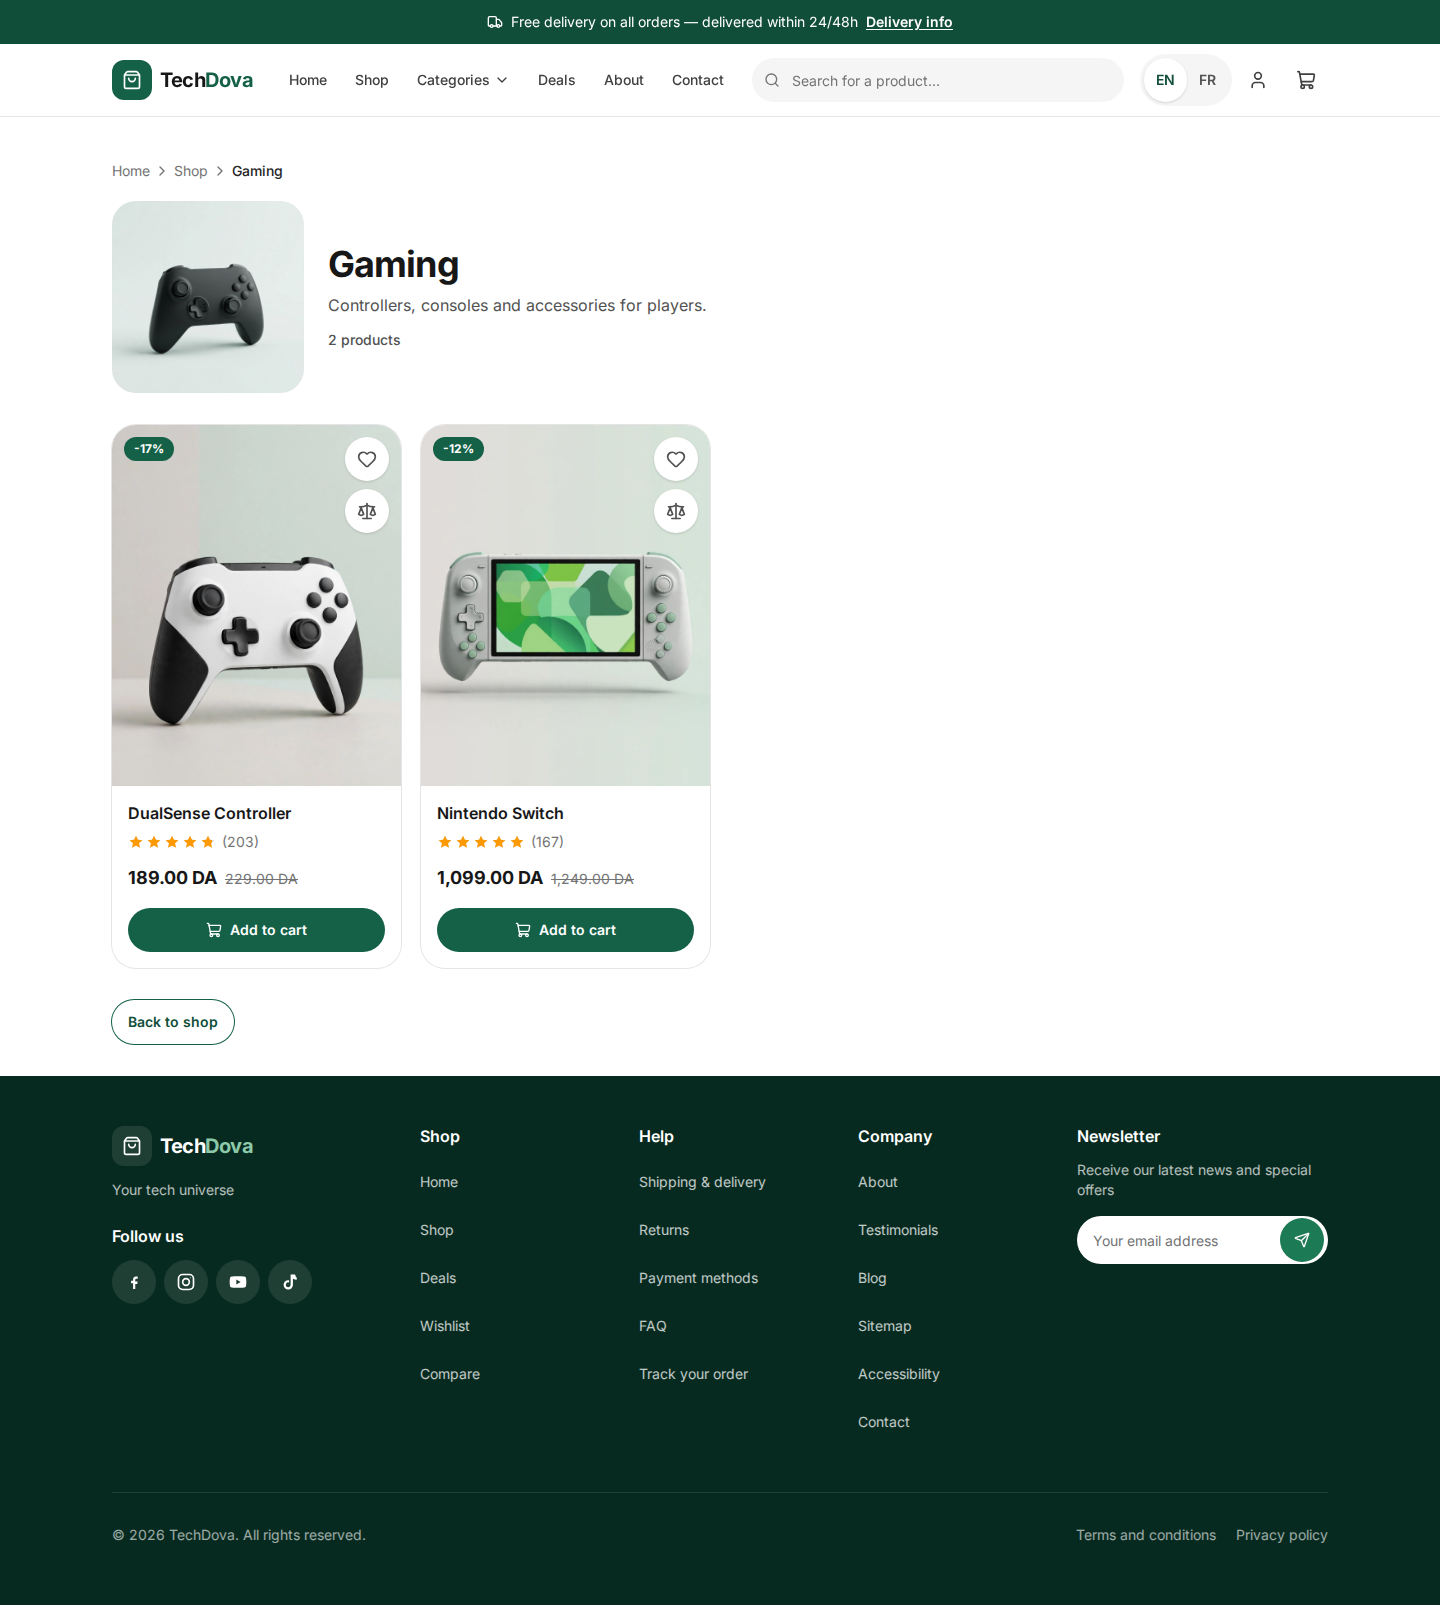 Free delivery on all orders — delivered within 24/48h Delivery info
TechDova
Home
Shop
Categories
Deals
About
Contact
Search for a product...
EN
FR
Home
Shop
Gaming
Gaming
Controllers, consoles and accessories for players.
2 products
-17%
DualSense Controller
(203)
189.00 DA 229.00 DA
Add to cart
-12%
Nintendo Switch
(167)
1,099.00 DA 1,249.00 DA
Add to cart
Back to shop
TechDova
Your tech universe
Follow us
Shop
Home
Shop
Deals
Wishlist
Compare
Help
Shipping & delivery
Returns
Payment methods
FAQ
Track your order
Company
About
Testimonials
Blog
Sitemap
Accessibility
Contact
Newsletter
Receive our latest news and special
offers
Your email address
© 2026 TechDova. All rights reserved.
Terms and conditions
Privacy policy